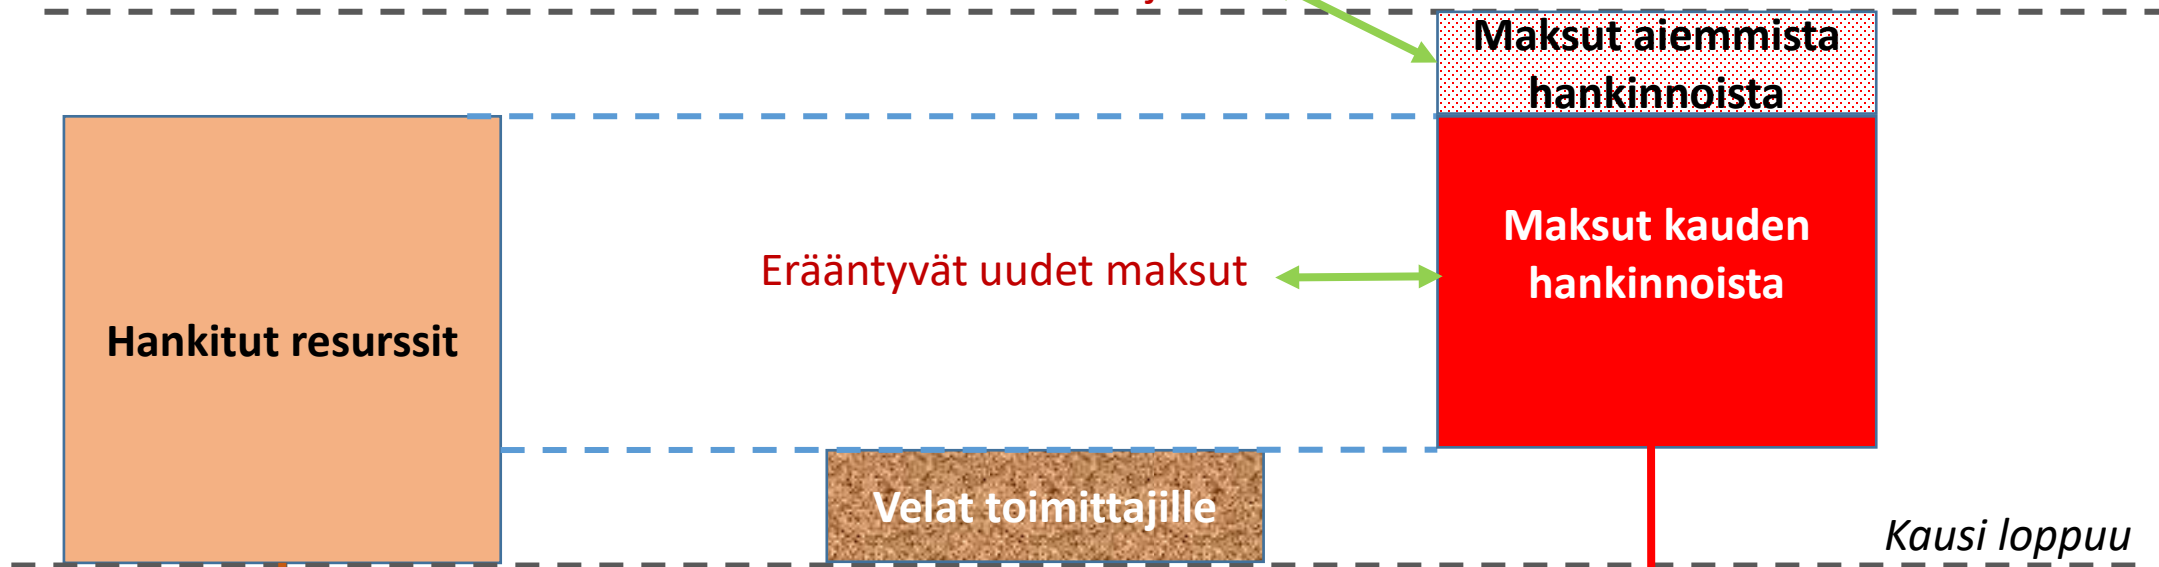 Maksut aiemmista
hankinnoista
Maksut kauden
hankinnoista
Erääntyvät uudet maksut
Hankitut resurssit
Velat toimittajille
Kausi loppuu